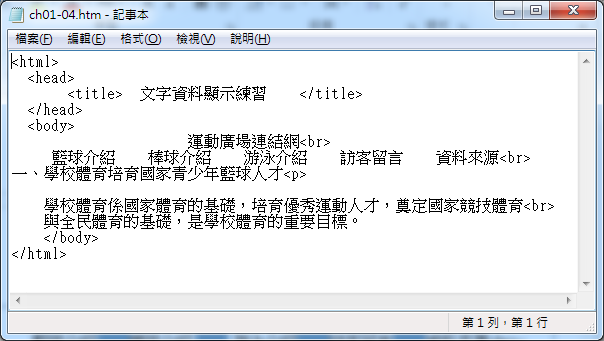 ch01-04.htm - 記事本
檔案(F) 編輯(E) 格式(O) 檢視(V) 說明(H)
<html>
<head>
<title> 文字資料顯示練習 </title>
</head>
<body>
運動廣場連結網<br>
籃球介紹 棒球介紹 游泳介紹 訪客留言 資料來源<br>
一、學校體育培育國家青少年籃球人才<p>
學校體育係國家體育的基礎，培育優秀運動人才，奠定國家競技體育<br>
與全民體育的基礎，是學校體育的重要目標。
</body>
</html>
第 1 列，第 1 行